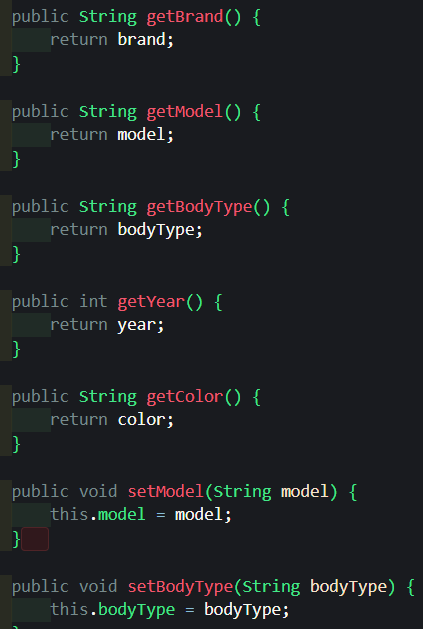 public String getBrand() {
    return brand;
}

public String getModel() {
    return model;
}

public String getBodyType() {
    return bodyType;
}

public int getYear() {
    return year;
}

public String getColor() {
    return color;
}

public void setModel(String model) {
    this.model = model;
}

public void setBodyType(String bodyType) {
    this.bodyType = bodyType;
}